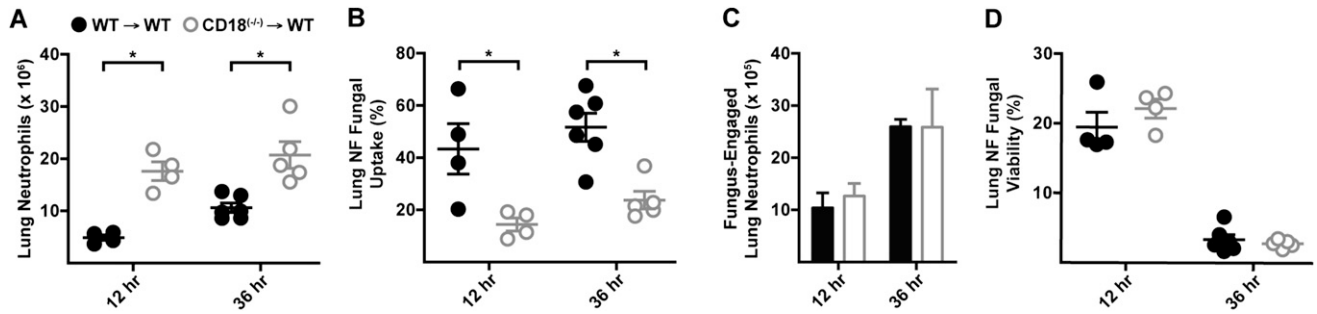 A
● WT → WT ○ CD18(-/-) → WT
Lung Neutrophils (x 10⁶)
40
30
20
10
*
*
12 hr
36 hr
B
Lung NF Fungal
Uptake (%)
80
60
40
20
*
*
12 hr
36 hr
C
Fungus-Engaged
Lung Neutrophils (x 10⁵)
40
30
20
10
12 hr
36 hr
D
Lung NF Fungal
Viability (%)
30
20
10
12 hr
36 hr